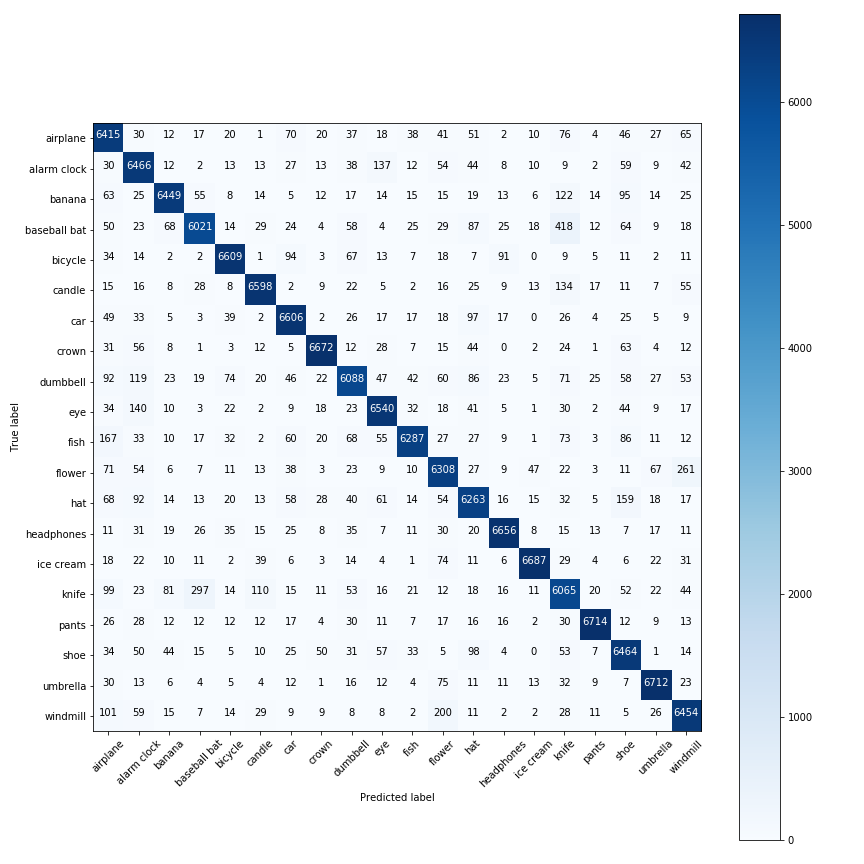 airplane 6415 30 12 17 20 1 70 20 37 18 38 41 51 2 10 76 4 46 27 65
alarm clock 30 6466 12 2 13 13 27 13 38 137 12 54 44 8 10 9 2 59 9 42
banana 63 25 6449 55 8 14 5 12 17 14 15 15 19 13 6 122 14 95 14 25
baseball bat 50 23 68 6021 14 29 24 4 58 4 25 29 87 25 18 418 12 64 9 18
bicycle 34 14 2 2 6609 1 94 3 67 13 7 18 7 91 0 9 5 11 2 11
candle 15 16 8 28 8 6598 2 9 22 5 2 16 25 9 13 134 17 11 7 55
car 49 33 5 3 39 2 6606 2 26 17 17 18 97 17 0 26 4 25 5 9
crown 31 56 8 1 3 12 5 6672 12 28 7 15 44 0 2 24 1 63 4 12
dumbbell 92 119 23 19 74 20 46 22 6088 47 42 60 86 23 5 71 25 58 27 53
eye 34 140 10 3 22 2 9 18 23 6540 32 18 41 5 1 30 2 44 9 17
fish 167 33 10 17 32 2 60 20 68 55 6287 27 27 9 1 73 3 86 11 12
flower 71 54 6 7 11 13 38 3 23 9 10 6308 27 9 47 22 3 11 67 261
hat 68 92 14 13 20 13 58 28 40 61 14 54 6263 16 15 32 5 159 18 17
headphones 11 31 19 26 35 15 25 8 35 7 11 30 20 6656 8 15 13 7 17 11
ice cream 18 22 10 11 2 39 6 3 14 4 1 74 11 6 6687 29 4 6 22 31
knife 99 23 81 297 14 110 15 11 53 16 21 12 18 16 11 6065 20 52 22 44
pants 26 28 12 12 12 12 17 4 30 11 7 17 16 16 2 30 6714 12 9 13
shoe 34 50 44 15 5 10 25 50 31 57 33 5 98 4 0 53 7 6464 1 14
umbrella 30 13 6 4 5 4 12 1 16 12 4 75 11 11 13 32 9 7 6712 23
windmill 101 59 15 7 14 29 9 9 8 8 2 200 11 2 2 28 11 5 26 6454
airplane alarm clock banana baseball bat bicycle candle car crown dumbbell eye fish flower hat headphones ice cream knife pants shoe umbrella windmill
True label
Predicted label
6000
5000
4000
3000
2000
1000
0